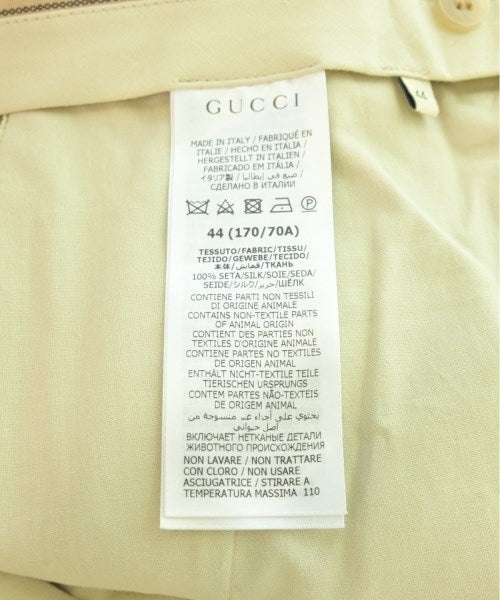 GUCCI
44
MADE IN ITALY / FABRIQUÉ EN
ITALIE / HECHO EN ITALIA /
HERGESTELLT IN ITALIEN /
FABRICADO EM ITÁLIA /
イタリア製 / صنع في إيطاليا /
СДЕЛАНО В ИТАЛИИ
44 (170/70A)
TESSUTO/FABRIC/TISSU/
TEJIDO/GEWEBE/TECIDO/
本体/قماش/ТКАНЬ
100% SETA/SILK/SOIE/SEDA/
SEIDE/シルク/حرير/ШЁЛК
CONTIENE PARTI NON TESSILI
DI ORIGINE ANIMALE
CONTAINS NON-TEXTILE PARTS
OF ANIMAL ORIGIN
CONTIENT DES PARTIES NON
TEXTILES D'ORIGINE ANIMALE
CONTIENE PARTES NO TEXTILES
DE ORIGEN ANIMAL
ENTHÄLT NICHT-TEXTILE TEILE
TIERISCHEN URSPRUNGS
CONTEM PARTES NÃO-TEXTEIS
DE ORIGEM ANIMAL
يحتوي على أجزاء غير منسوجة من
أصل حيواني
ВКЛЮЧАЕТ НЕТКАНЫЕ ДЕТАЛИ
ЖИВОТНОГО ПРОИСХОЖДЕНИЯ
NON LAVARE / NON TRATTARE
CON CLORO / NON USARE
ASCIUGATRICE / STIRARE A
TEMPERATURA MASSIMA 110